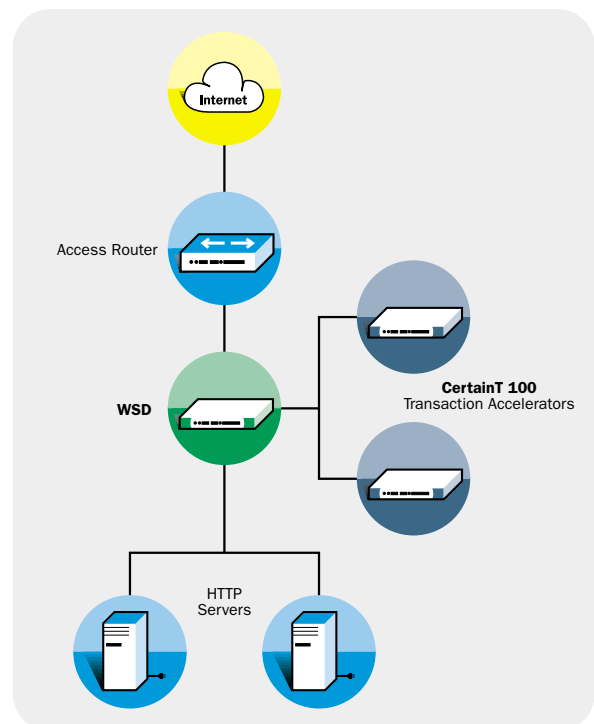 Internet
Access Router
WSD
CertainT 100
Transaction Accelerators
HTTP
Servers